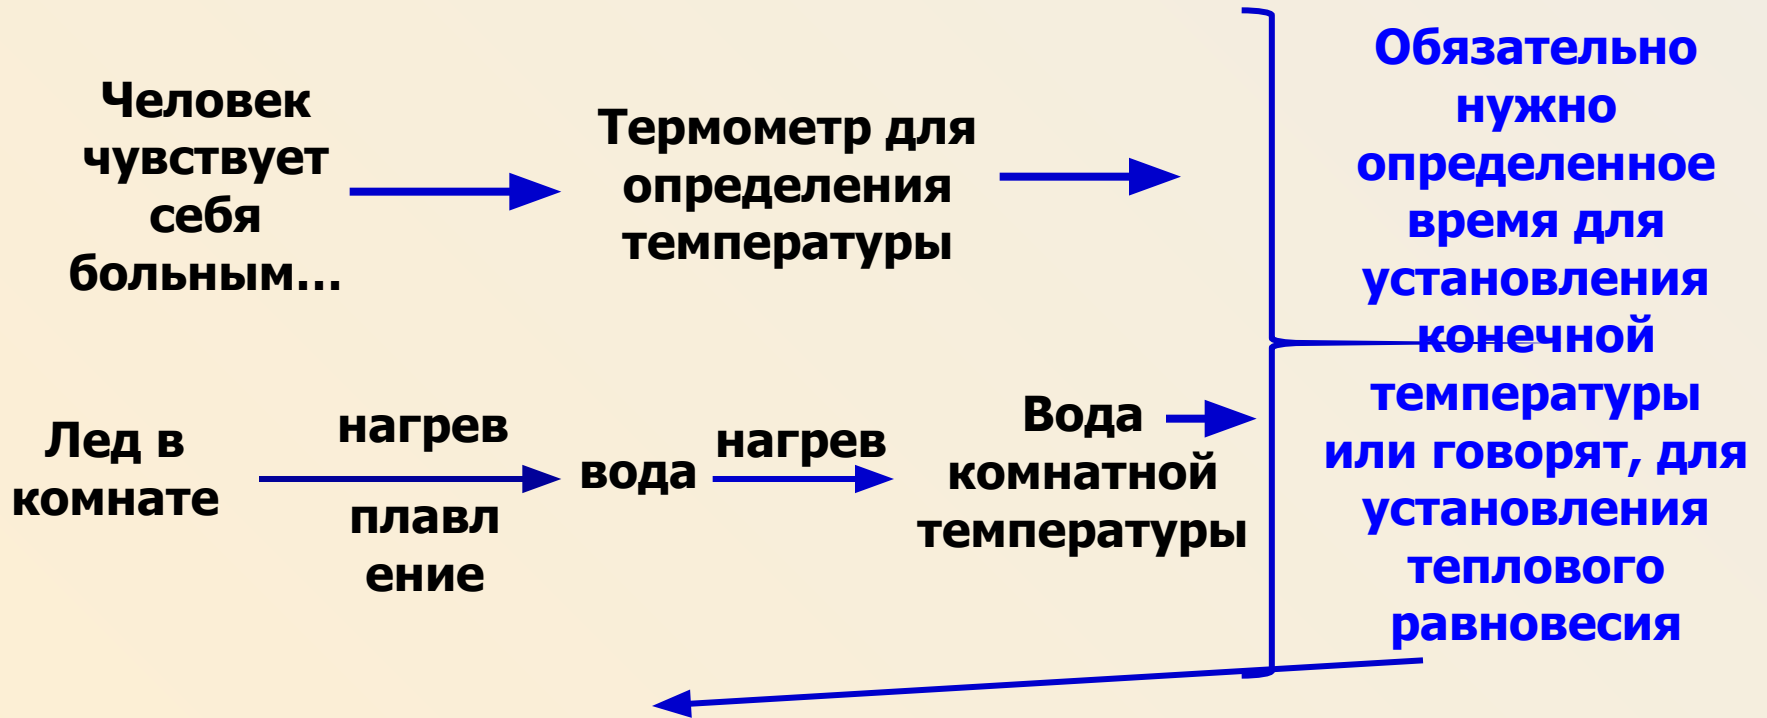 Человек
чувствует
себя
больным...
Термометр для
определения
температуры
Лед в
комнате
нагрев
плавл
ение
вода
нагрев
Вода
комнатной
температуры
Обязательно
нужно
определенное
время для
установления
конечной
температуры
или говорят, для
установления
теплового
равновесия